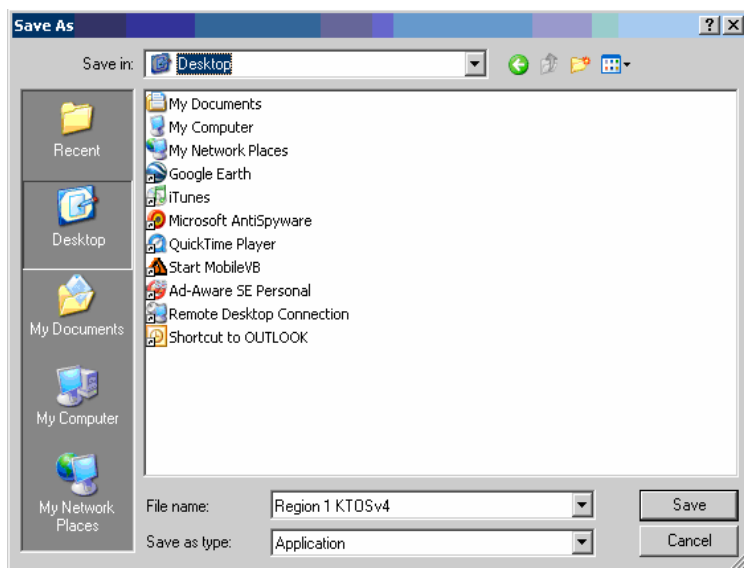 Save As
Save in:
Desktop
Recent
Desktop
My Documents
My Computer
My Network
Places
My Documents
My Computer
My Network Places
Google Earth
iTunes
Microsoft AntiSpyware
QuickTime Player
Start MobileVB
Ad-Aware SE Personal
Remote Desktop Connection
Shortcut to OUTLOOK
File name:
Region 1 KTOSv4
Save
Save as type:
Application
Cancel